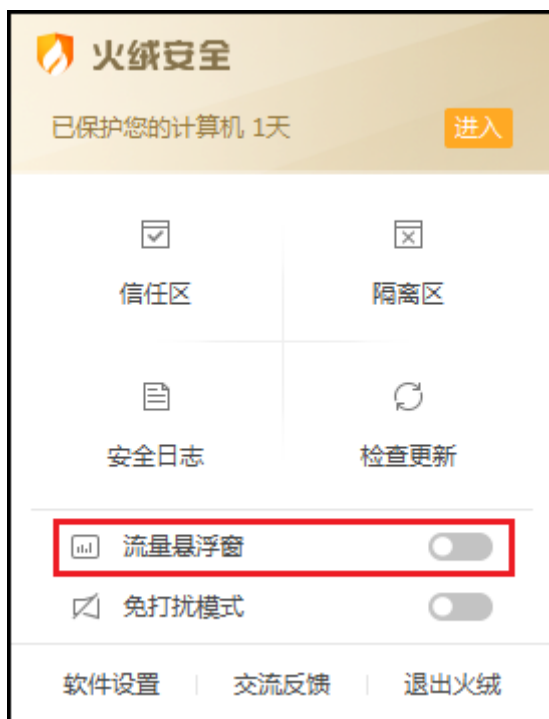 火绒安全
已保护您的计算机 1天
进入
信任区
隔离区
安全日志
检查更新
流量悬浮窗
免打扰模式
软件设置
交流反馈
退出火绒